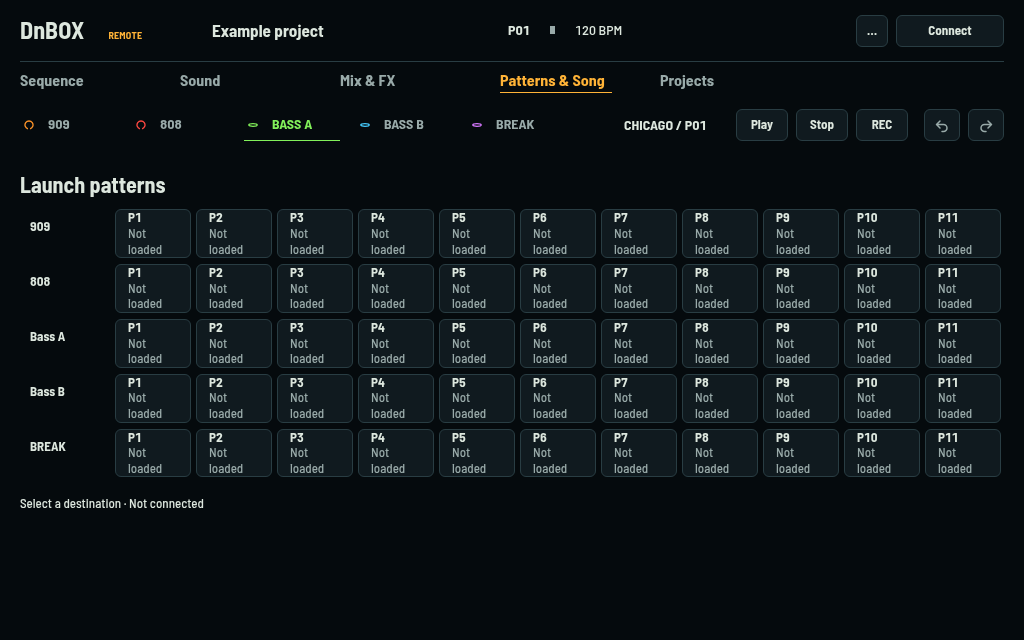 DnBOX REMOTE Example project P01 120 BPM ... Connect
Sequence Sound Mix & FX Patterns & Song Projects
909 808 BASS A BASS B BREAK CHICAGO / P01 Play Stop REC
Launch patterns
909 P1 P2 P3 P4 P5 P6 P7 P8 P9 P10 P11
Not Not Not Not Not Not Not Not Not Not Not
loaded loaded loaded loaded loaded loaded loaded loaded loaded loaded loaded
808 P1 P2 P3 P4 P5 P6 P7 P8 P9 P10 P11
Not Not Not Not Not Not Not Not Not Not Not
loaded loaded loaded loaded loaded loaded loaded loaded loaded loaded loaded
Bass A P1 P2 P3 P4 P5 P6 P7 P8 P9 P10 P11
Not Not Not Not Not Not Not Not Not Not Not
loaded loaded loaded loaded loaded loaded loaded loaded loaded loaded loaded
Bass B P1 P2 P3 P4 P5 P6 P7 P8 P9 P10 P11
Not Not Not Not Not Not Not Not Not Not Not
loaded loaded loaded loaded loaded loaded loaded loaded loaded loaded loaded
BREAK P1 P2 P3 P4 P5 P6 P7 P8 P9 P10 P11
Not Not Not Not Not Not Not Not Not Not Not
loaded loaded loaded loaded loaded loaded loaded loaded loaded loaded loaded
Select a destination · Not connected